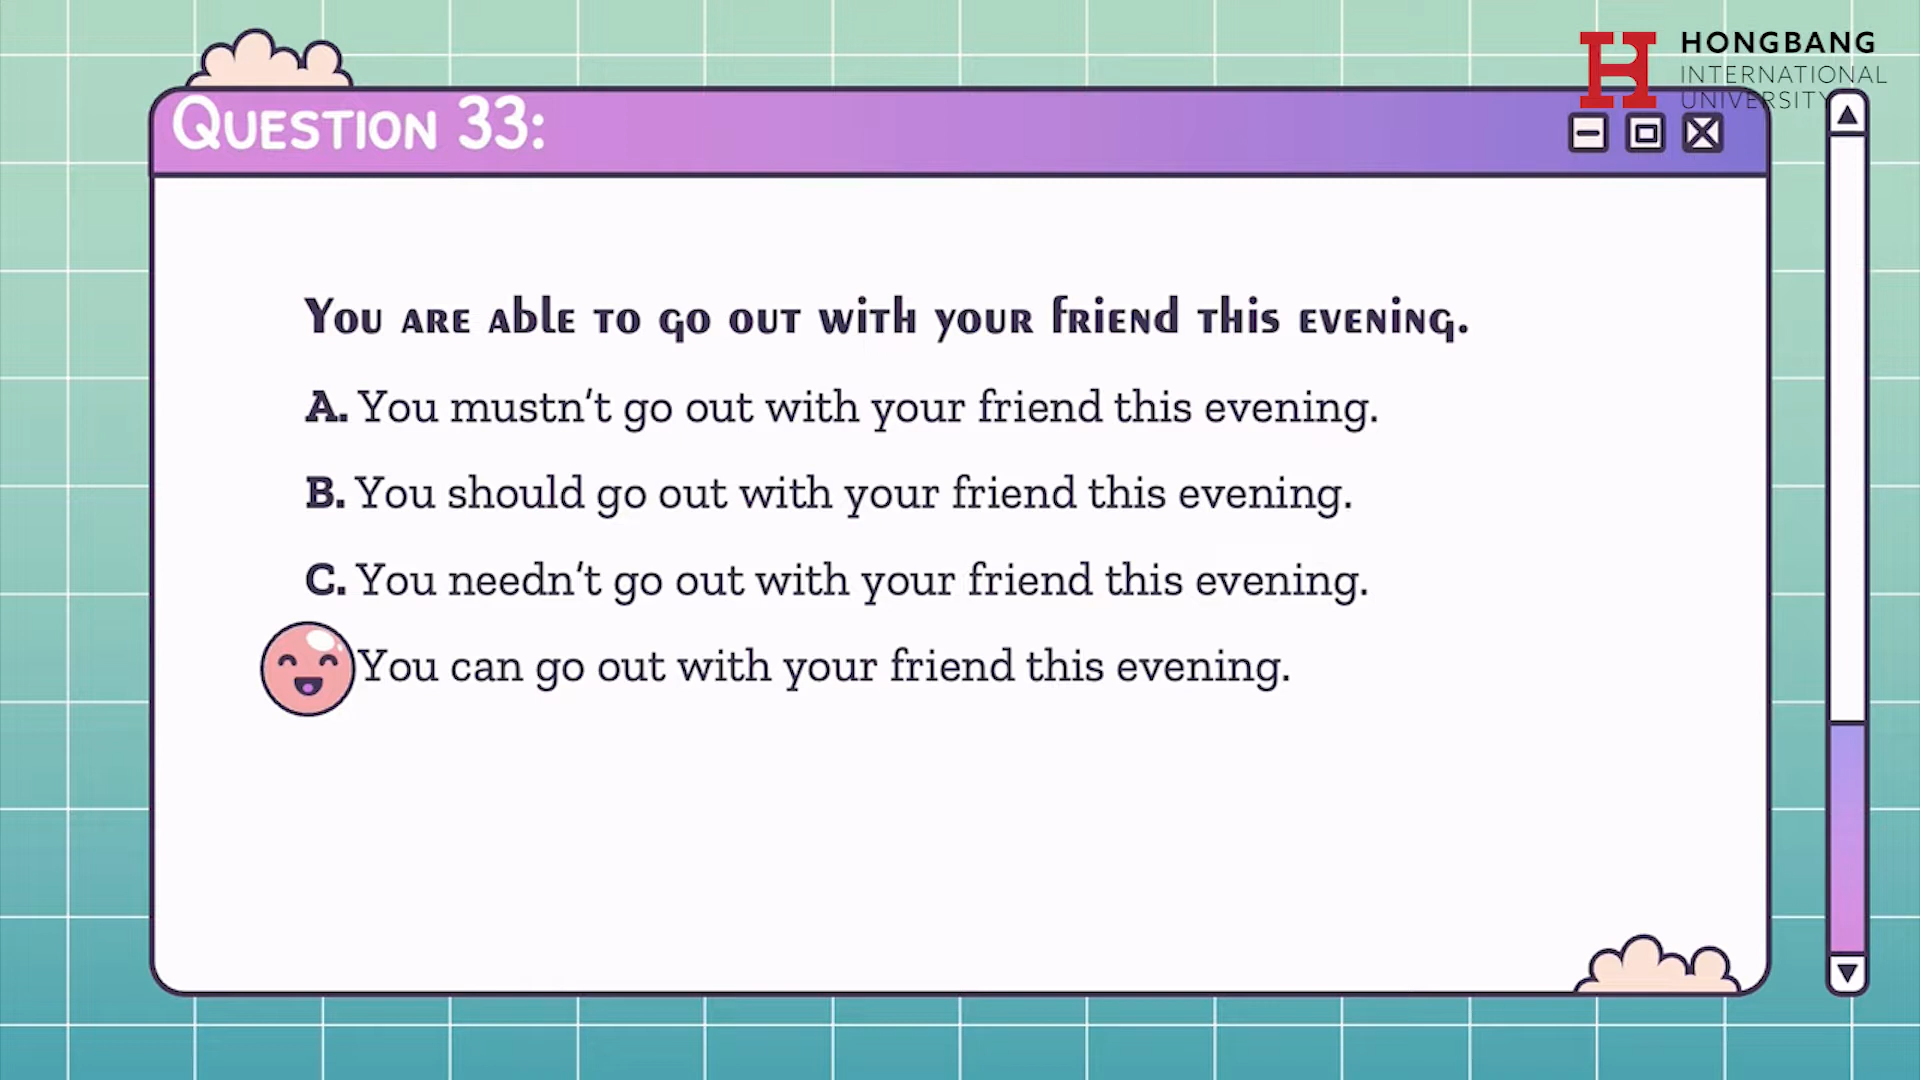 HONGBANG
INTERNATIONAL
UNIVERSITY
Question 33:
You are able to go out with your friend this evening.
A. You mustn't go out with your friend this evening.
B. You should go out with your friend this evening.
C. You needn't go out with your friend this evening.
You can go out with your friend this evening.